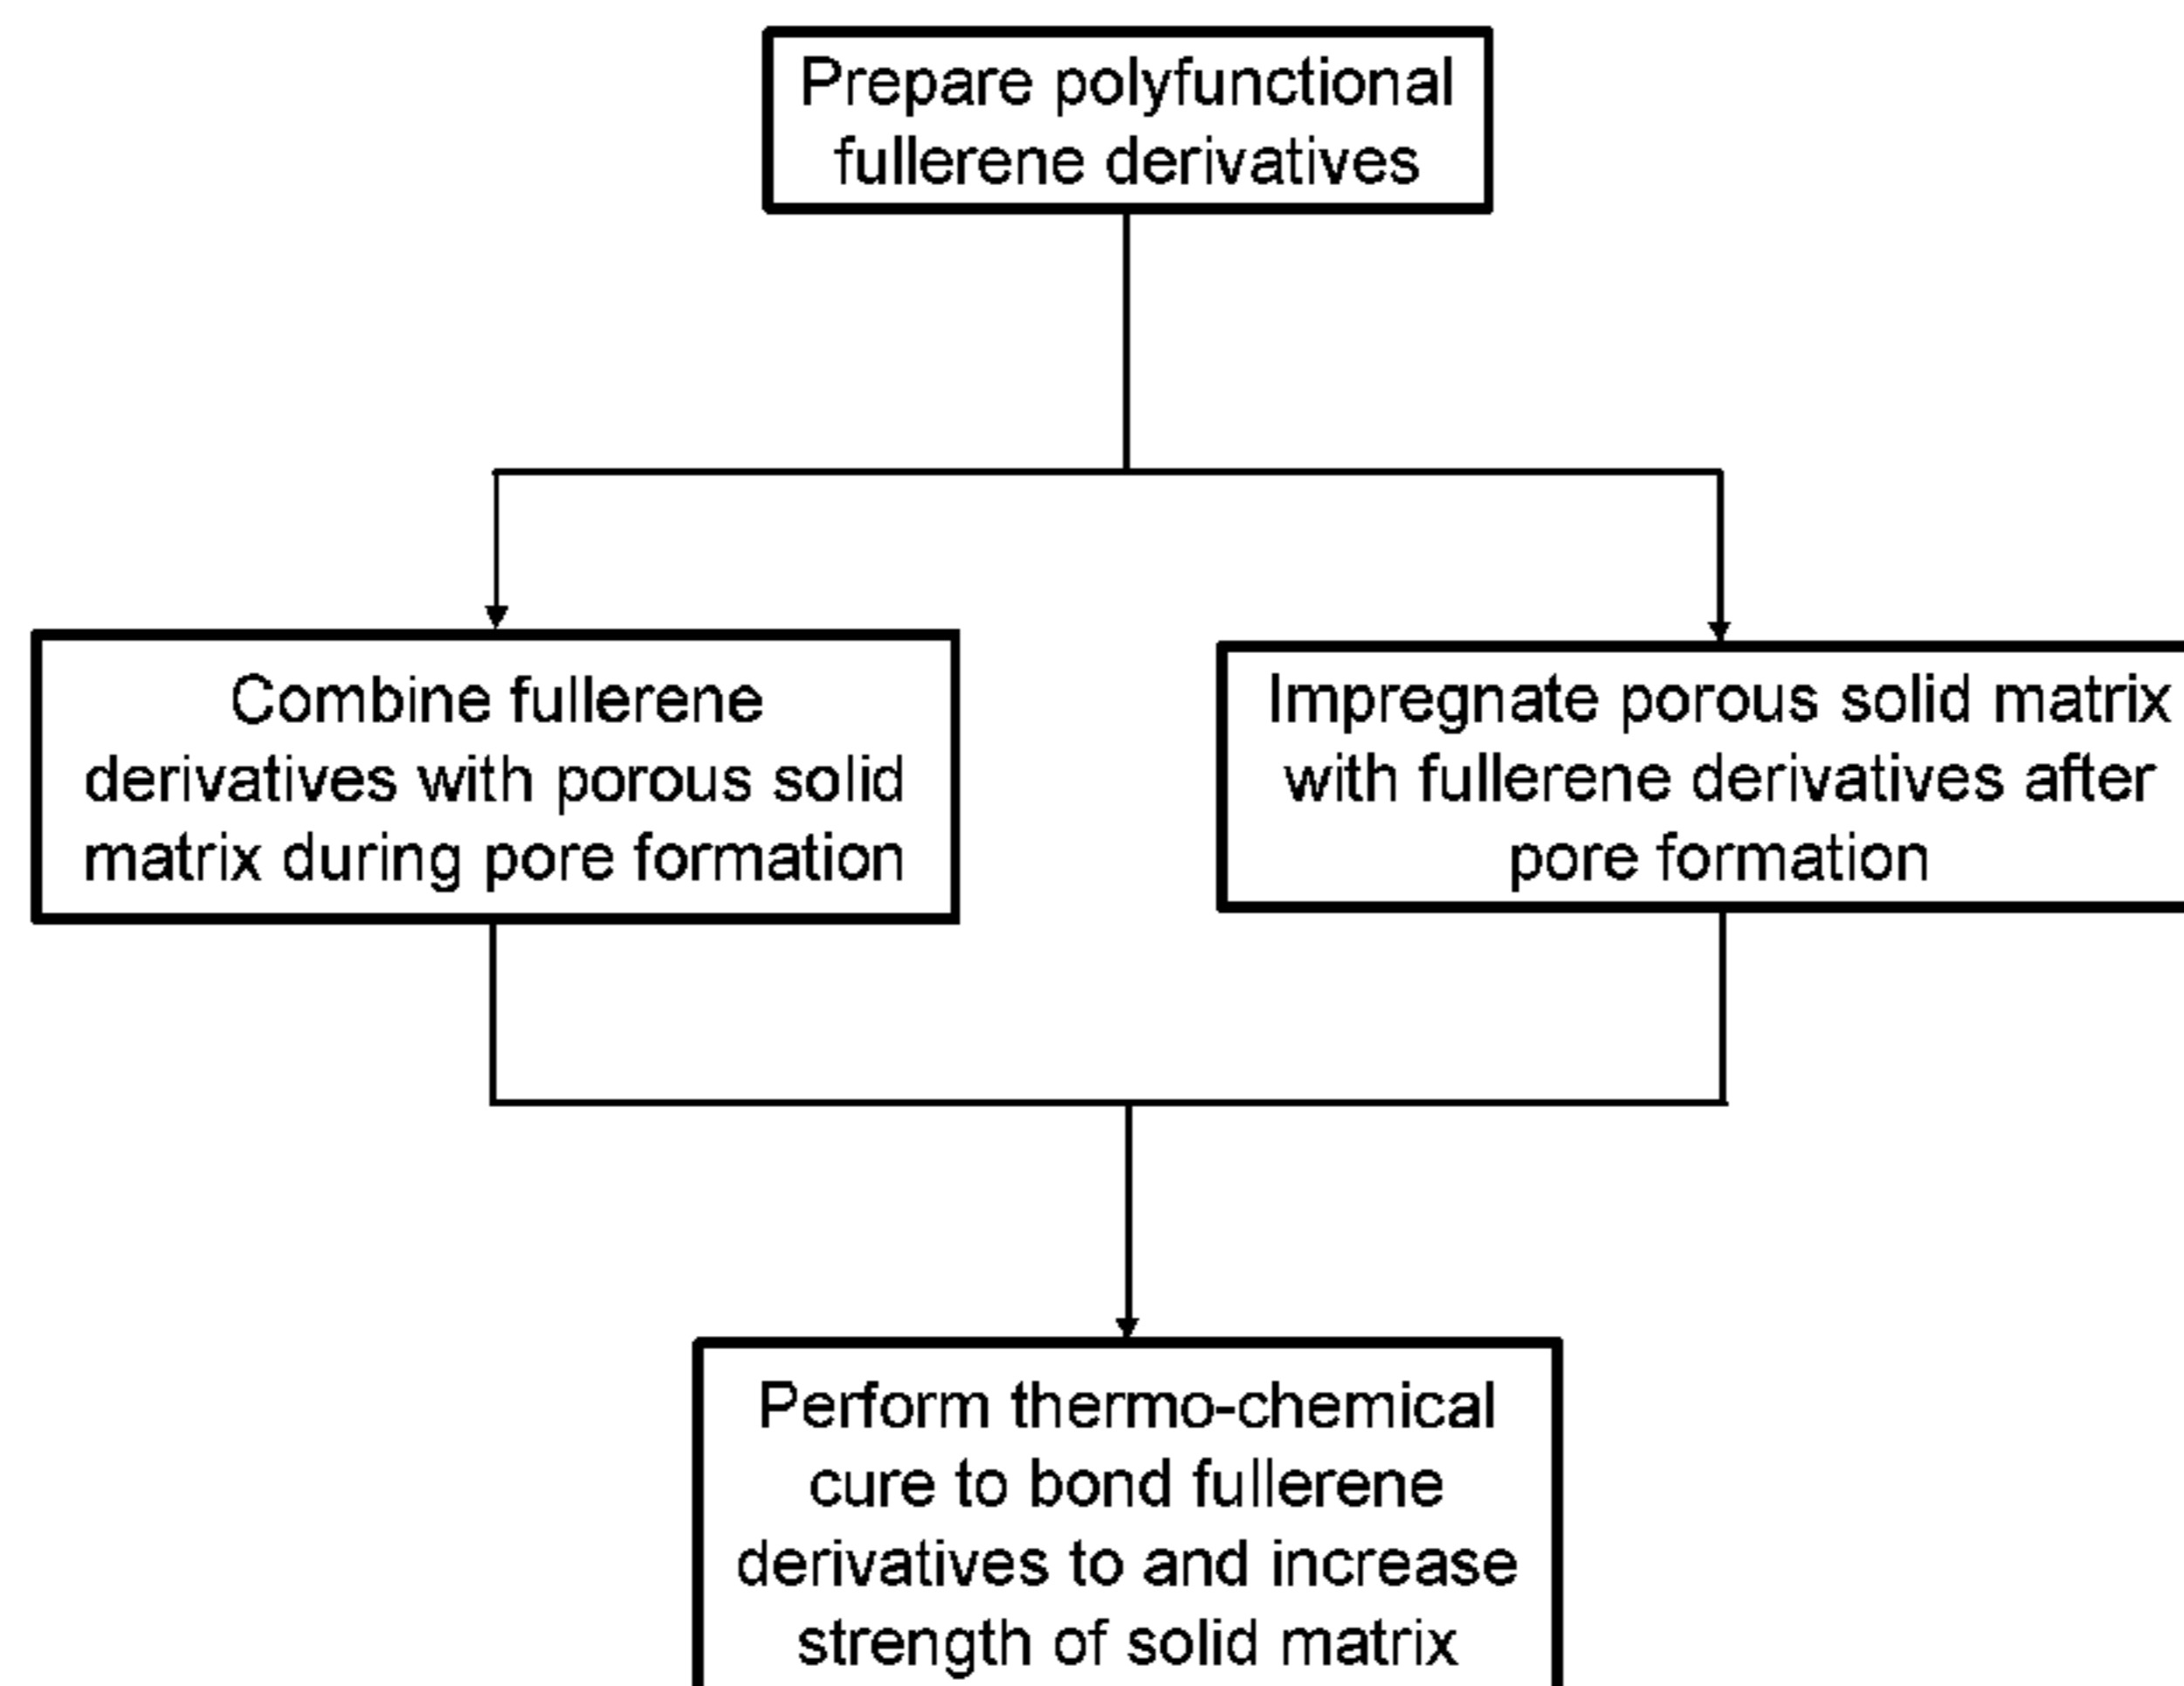 Prepare polyfunctional
fullerene derivatives
Combine fullerene
derivatives with porous solid
matrix during pore formation
Impregnate porous solid matrix
with fullerene derivatives after
pore formation
Perform thermo-chemical
cure to bond fullerene
derivatives to and increase
strength of solid matrix